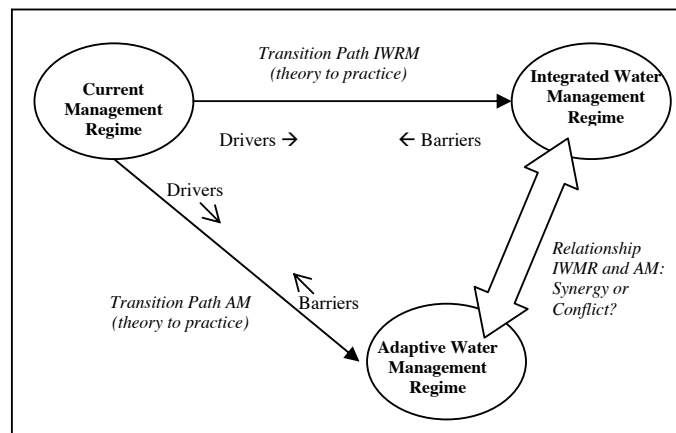 Transition Path IWRM
(theory to practice)
Current
Management
Regime
Integrated Water
Management
Regime
Drivers →
← Barriers
Drivers
Barriers
Transition Path AM
(theory to practice)
Relationship
IWMR and AM:
Synergy or
Conflict?
Adaptive Water
Management
Regime